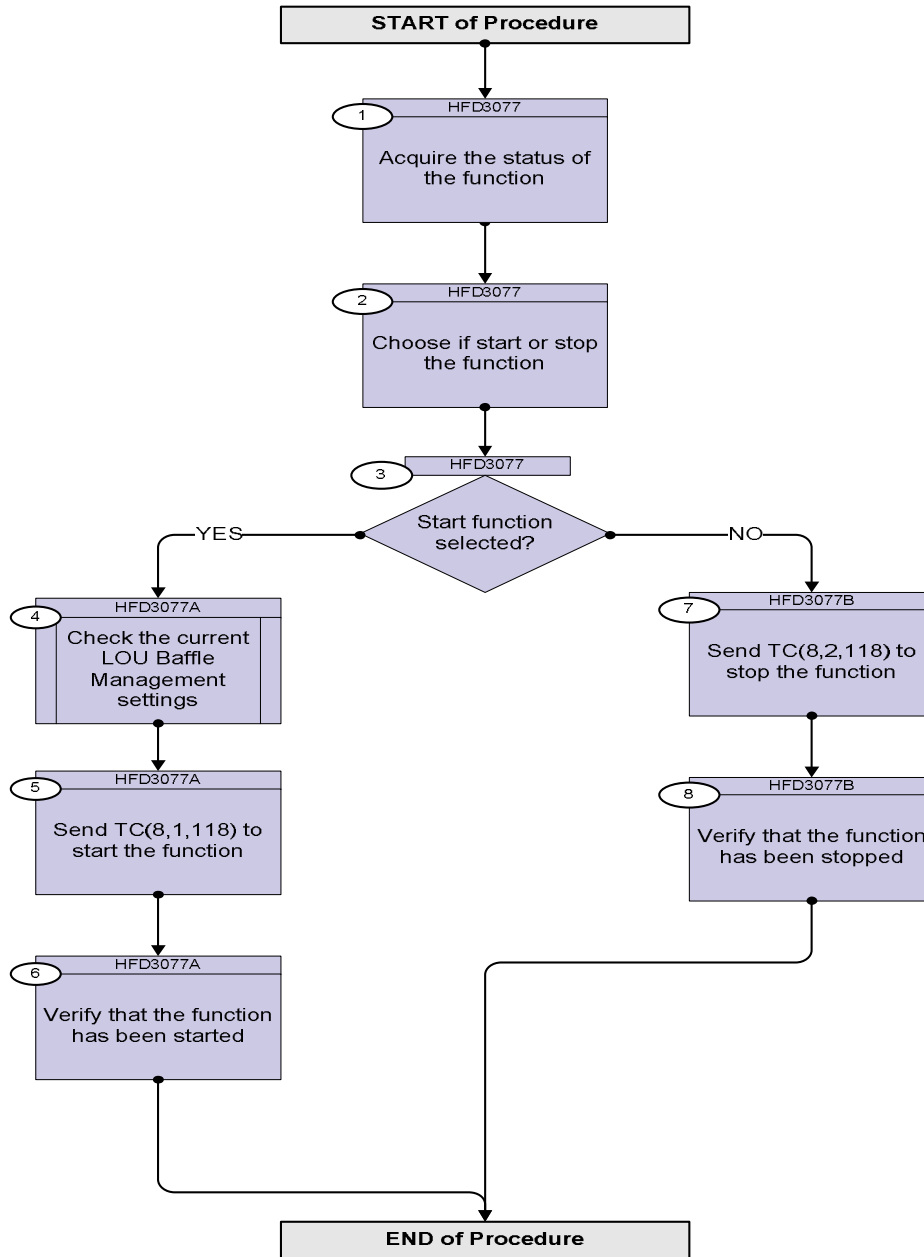 START of Procedure
HFD3077
1
Acquire the status of
the function
HFD3077
2
Choose if start or stop
the function
HFD3077
3
Start function
selected?
YES
NO
HFD3077A
4
Check the current
LOU Baffle
Management
settings
HFD3077B
7
Send TC(8,2,118) to
stop the function
HFD3077A
5
Send TC(8,1,118) to
start the function
HFD3077B
8
Verify that the function
has been stopped
HFD3077A
6
Verify that the function
has been started
END of Procedure